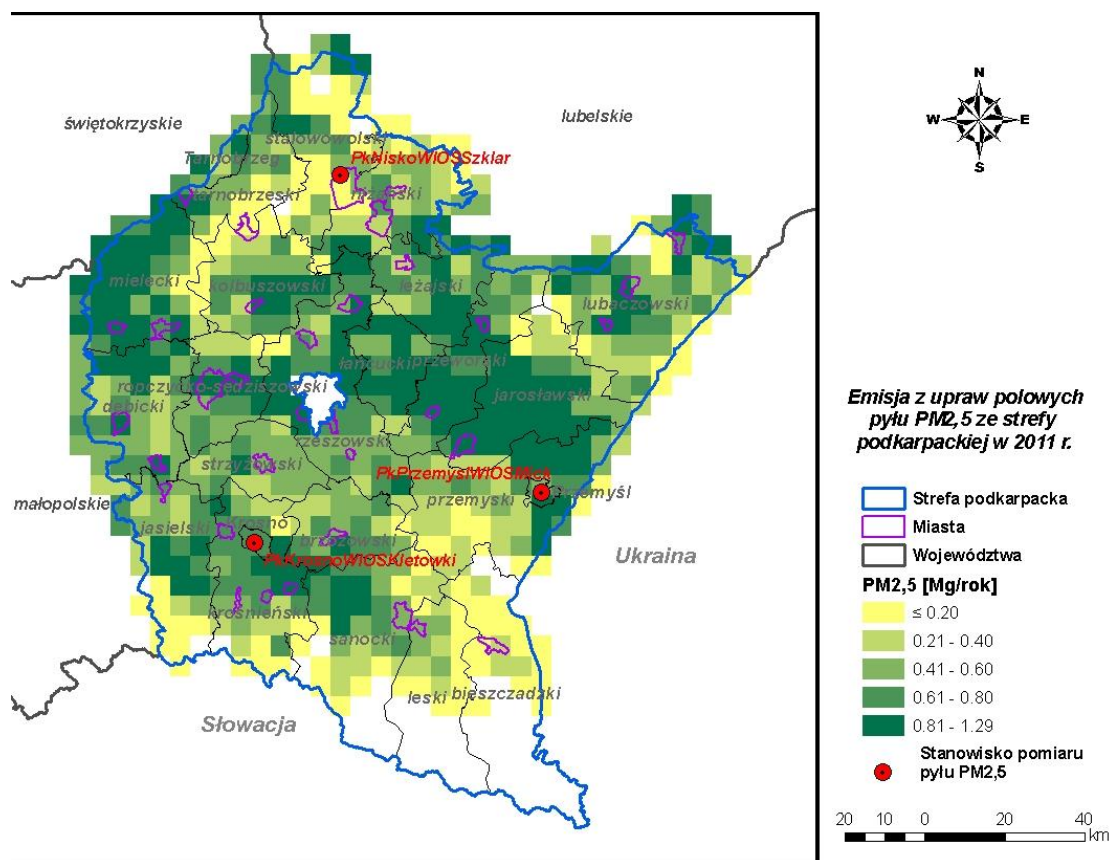 świętokrzyskie
lubelskie
stalowowolski
Tarnobrzeg
PkNiskoWIOSSzklar
tarnobrzeski
niżański
mielecki
kolbuszowski
leżajski
lubaczowski
łańcucki
przeworski
ropczycko-sędziszowski
jarosławski
dębicki
rzeszowski
strzyżowski
PkPrzemyslWIOSMick
przemyski
Przemyśl
małopolskie
jasielski
Krosno
brzozowski
PkKrosnoWIOSKletowki
Ukraina
krośnieński
sanocki
leski
bieszczadzki
Słowacja
N
W
E
S
Emisja z upraw polowych
pyłu PM2,5 ze strefy
podkarpackiej w 2011 r.
Strefa podkarpacka
Miasta
Województwa
PM2,5 [Mg/rok]
≤ 0.20
0.21 - 0.40
0.41 - 0.60
0.61 - 0.80
0.81 - 1.29
Stanowisko pomiaru
pyłu PM2,5
20 10 0 20 40
km